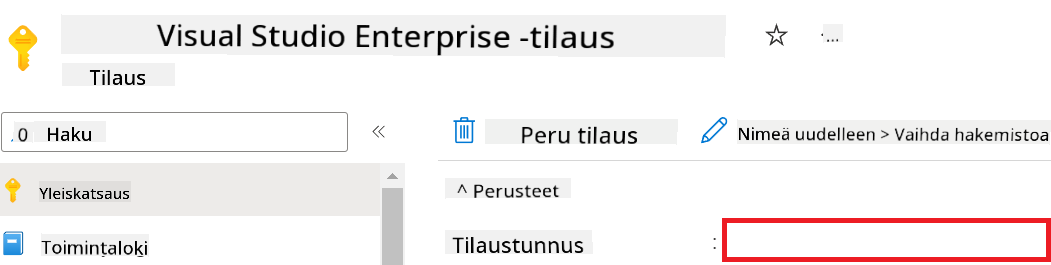 Visual Studio Enterprise -tilaus
...
Tilaus
0 Haku
«
Peru tilaus
Nimeä uudelleen > Vaihda hakemistoa
Yleiskatsaus
^ Perusteet
Toimintaloki
Tilaustunnus :